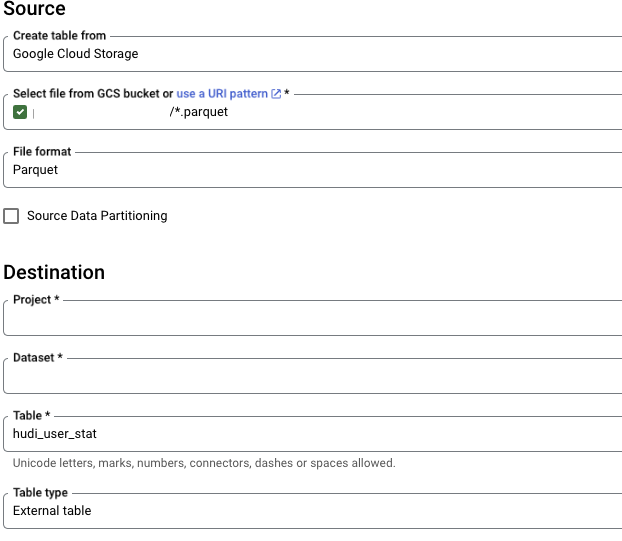 Source
Create table from
Google Cloud Storage
Select file from GCS bucket or use a URI pattern *
/*.parquet
File format
Parquet
Source Data Partitioning
Destination
Project *
Dataset *
Table *
hudi_user_stat
Unicode letters, marks, numbers, connectors, dashes or spaces allowed.
Table type
External table